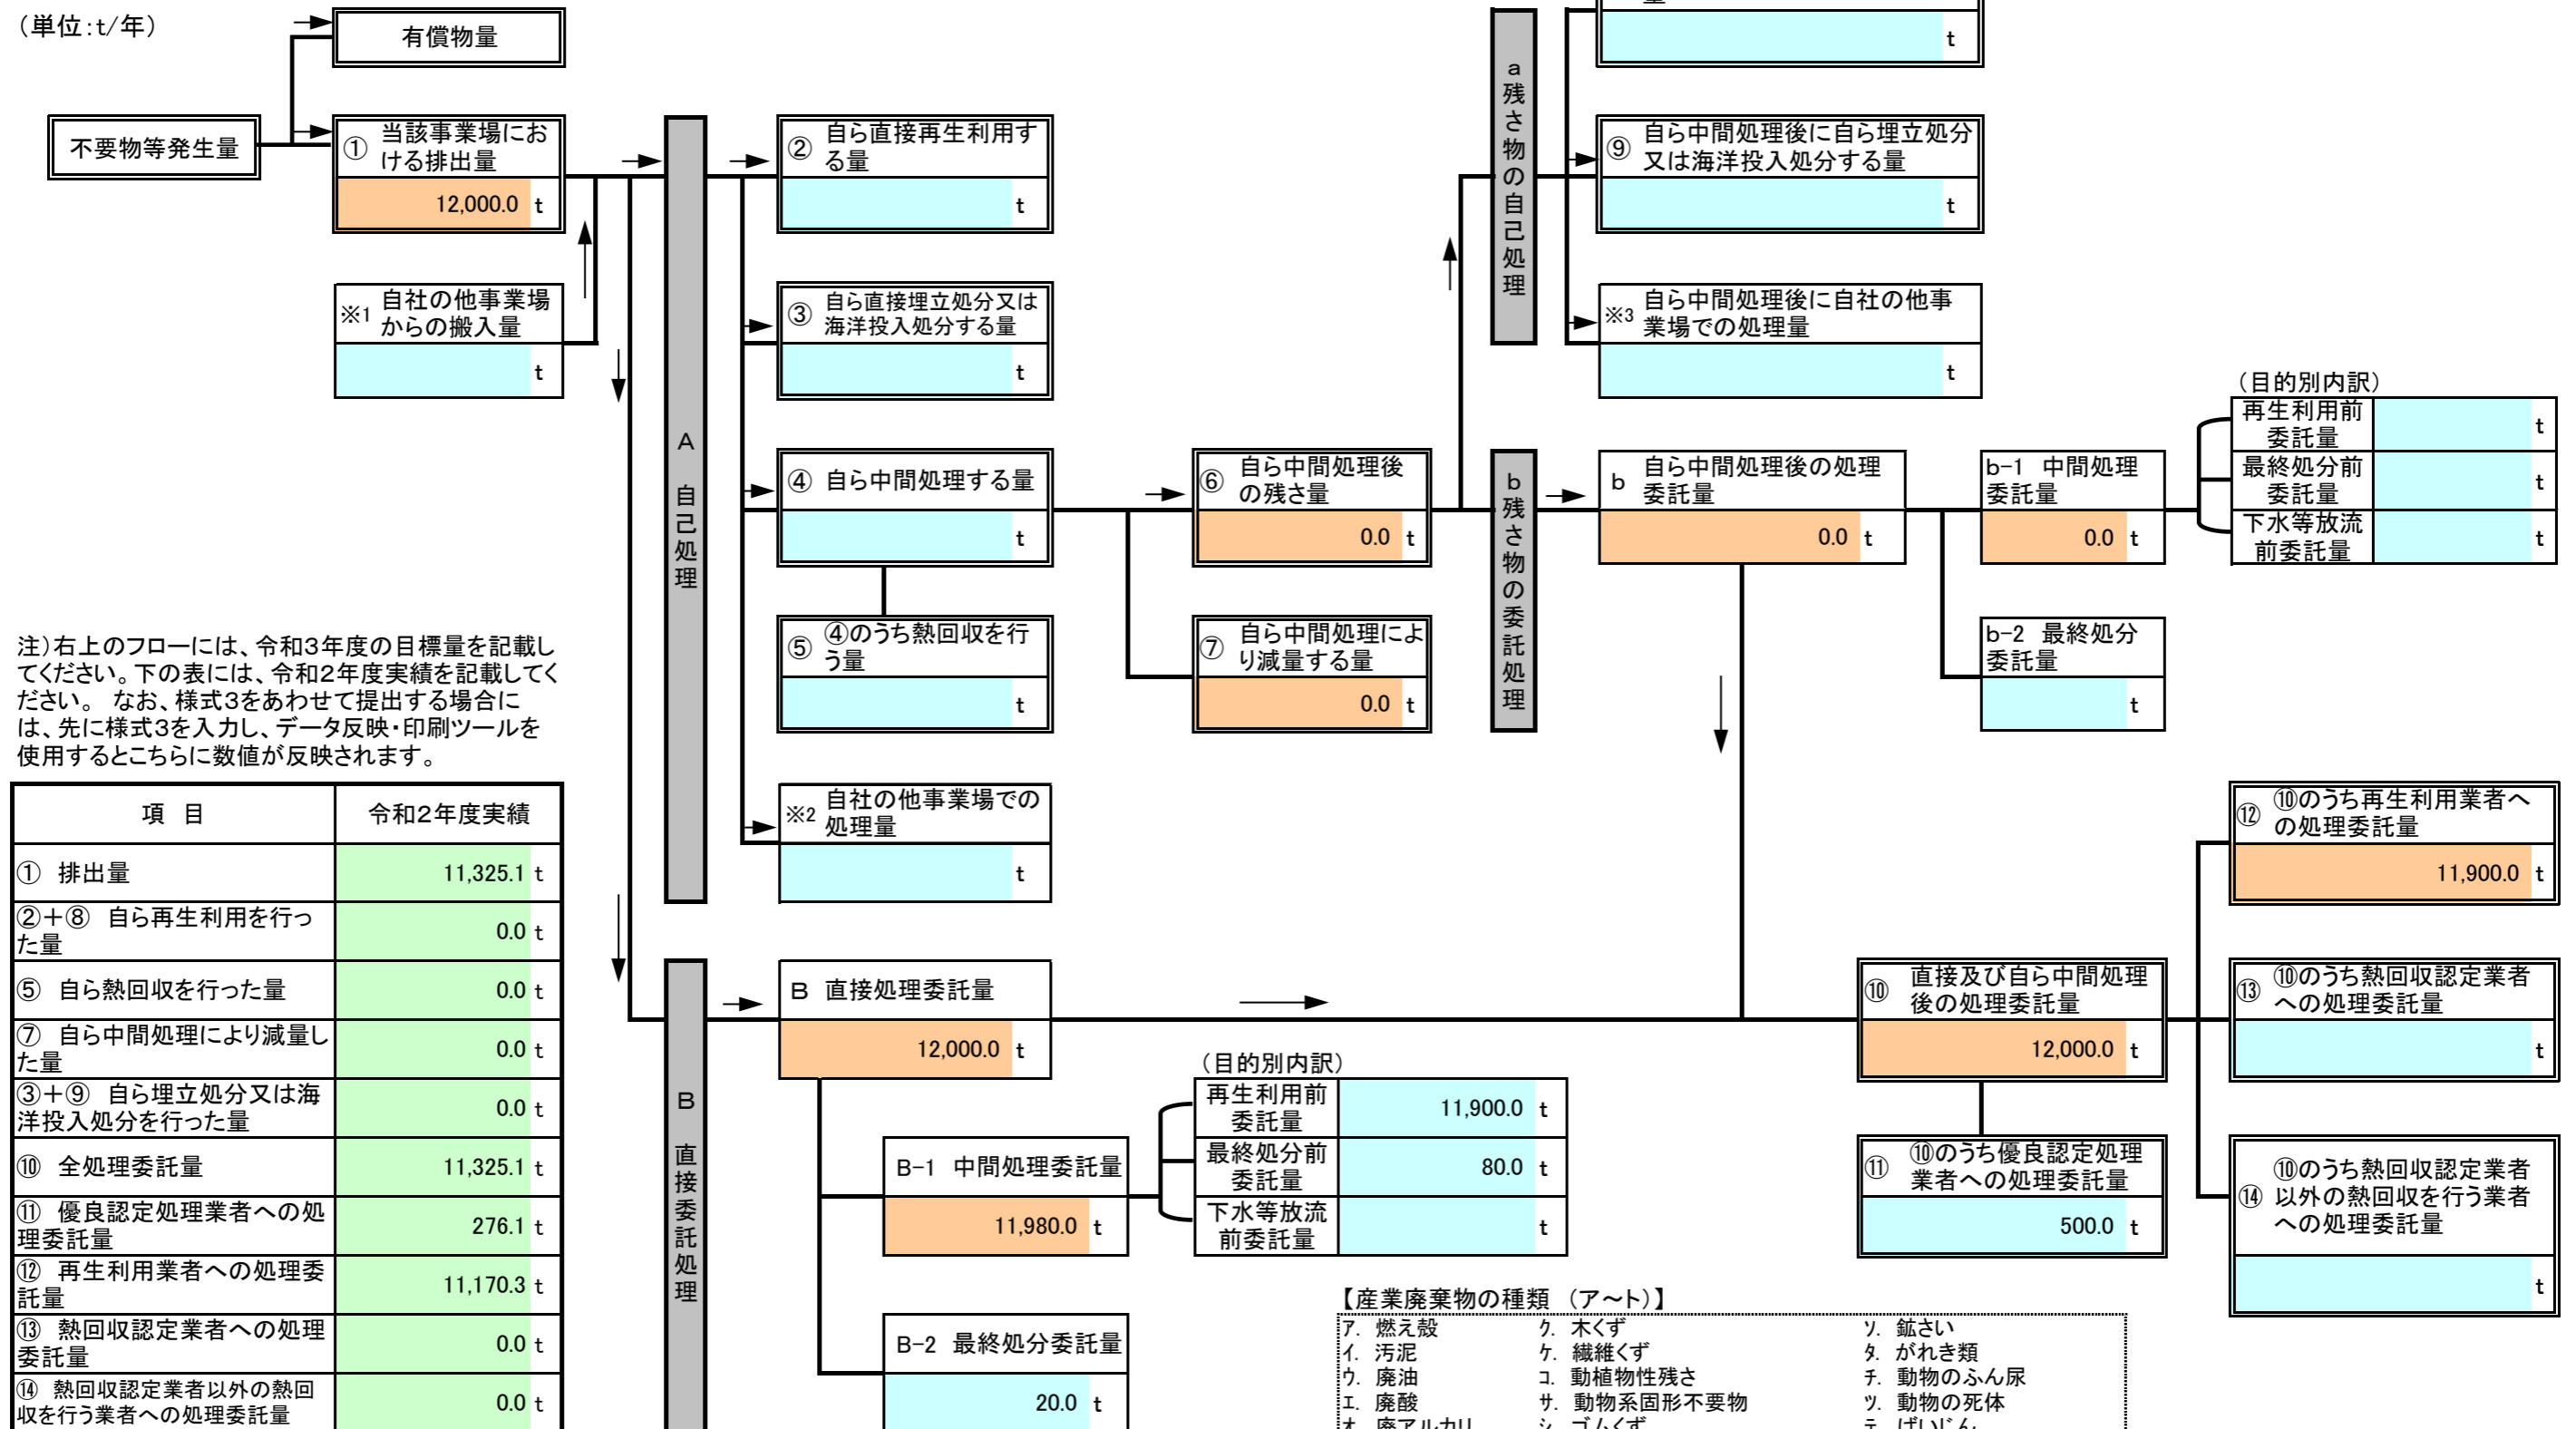 (単位:t/年)
有償物量
不要物等発生量
① 当該事業場にお
ける排出量
12,000.0 t
※1 自社の他事業場
からの搬入量
t
A 自己処理
② 自ら直接再生利用す
る量
t
③ 自ら直接埋立処分又は
海洋投入処分する量
t
④ 自ら中間処理する量
t
⑤ ④のうち熱回収を行
う量
t
※2 自社の他事業場での
処理量
t
⑥ 自ら中間処理後
の残さ量
0.0 t
⑦ 自ら中間処理によ
り減量する量
0.0 t
a 残さ物の自己処理
量
t
⑨ 自ら中間処理後に自ら埋立処分
又は海洋投入処分する量
t
※3 自ら中間処理後に自社の他事
業場での処理量
t
b 残さ物の委託処理
b 自ら中間処理後の処理
委託量
0.0 t
b-1 中間処理
委託量
0.0 t
(目的別内訳)
再生利用前
委託量
t
最終処分前
委託量
t
下水等放流
前委託量
t
b-2 最終処分
委託量
t
注)右上のフローには、令和3年度の目標量を記載し
てください。下の表には、令和2年度実績を記載してく
ださい。 なお、様式3をあわせて提出する場合に
は、先に様式3を入力し、データ反映・印刷ツールを
使用するとこちらに数値が反映されます。
項 目 令和2年度実績
① 排出量 11,325.1 t
②+⑧ 自ら再生利用を行っ
た量 0.0 t
⑤ 自ら熱回収を行った量 0.0 t
⑦ 自ら中間処理により減量し
た量 0.0 t
③+⑨ 自ら埋立処分又は海
洋投入処分を行った量 0.0 t
⑩ 全処理委託量 11,325.1 t
⑪ 優良認定処理業者への処
理委託量 276.1 t
⑫ 再生利用業者への処理委
託量 11,170.3 t
⑬ 熱回収認定業者への処理
委託量 0.0 t
⑭ 熱回収認定業者以外の熱回
収を行う業者への処理委託量 0.0 t
B 直接委託処理
B 直接処理委託量
12,000.0 t
B-1 中間処理委託量
11,980.0 t
(目的別内訳)
再生利用前
委託量
11,900.0 t
最終処分前
委託量
80.0 t
下水等放流
前委託量
t
B-2 最終処分委託量
20.0 t
⑩ 直接及び自ら中間処理
後の処理委託量
12,000.0 t
⑪ ⑩のうち優良認定処理
業者への処理委託量
500.0 t
⑫ ⑩のうち再生利用業者へ
の処理委託量
11,900.0 t
⑬ ⑩のうち熱回収認定業者
への処理委託量
t
⑭ ⑩のうち熱回収認定業者
以外の熱回収を行う業者
への処理委託量
t
【産業廃棄物の種類 (ア~ト)】
ア. 燃え殻 ク. 木くず ソ. 鉱さい
イ. 汚泥 ケ. 繊維くず タ. がれき類
ウ. 廃油 コ. 動植物性残さ チ. 動物のふん尿
エ. 廃酸 サ. 動物系固形不要物 ツ. 動物の死体
オ. 廃アルカリ シ. ゴムくず テ. ばいじん